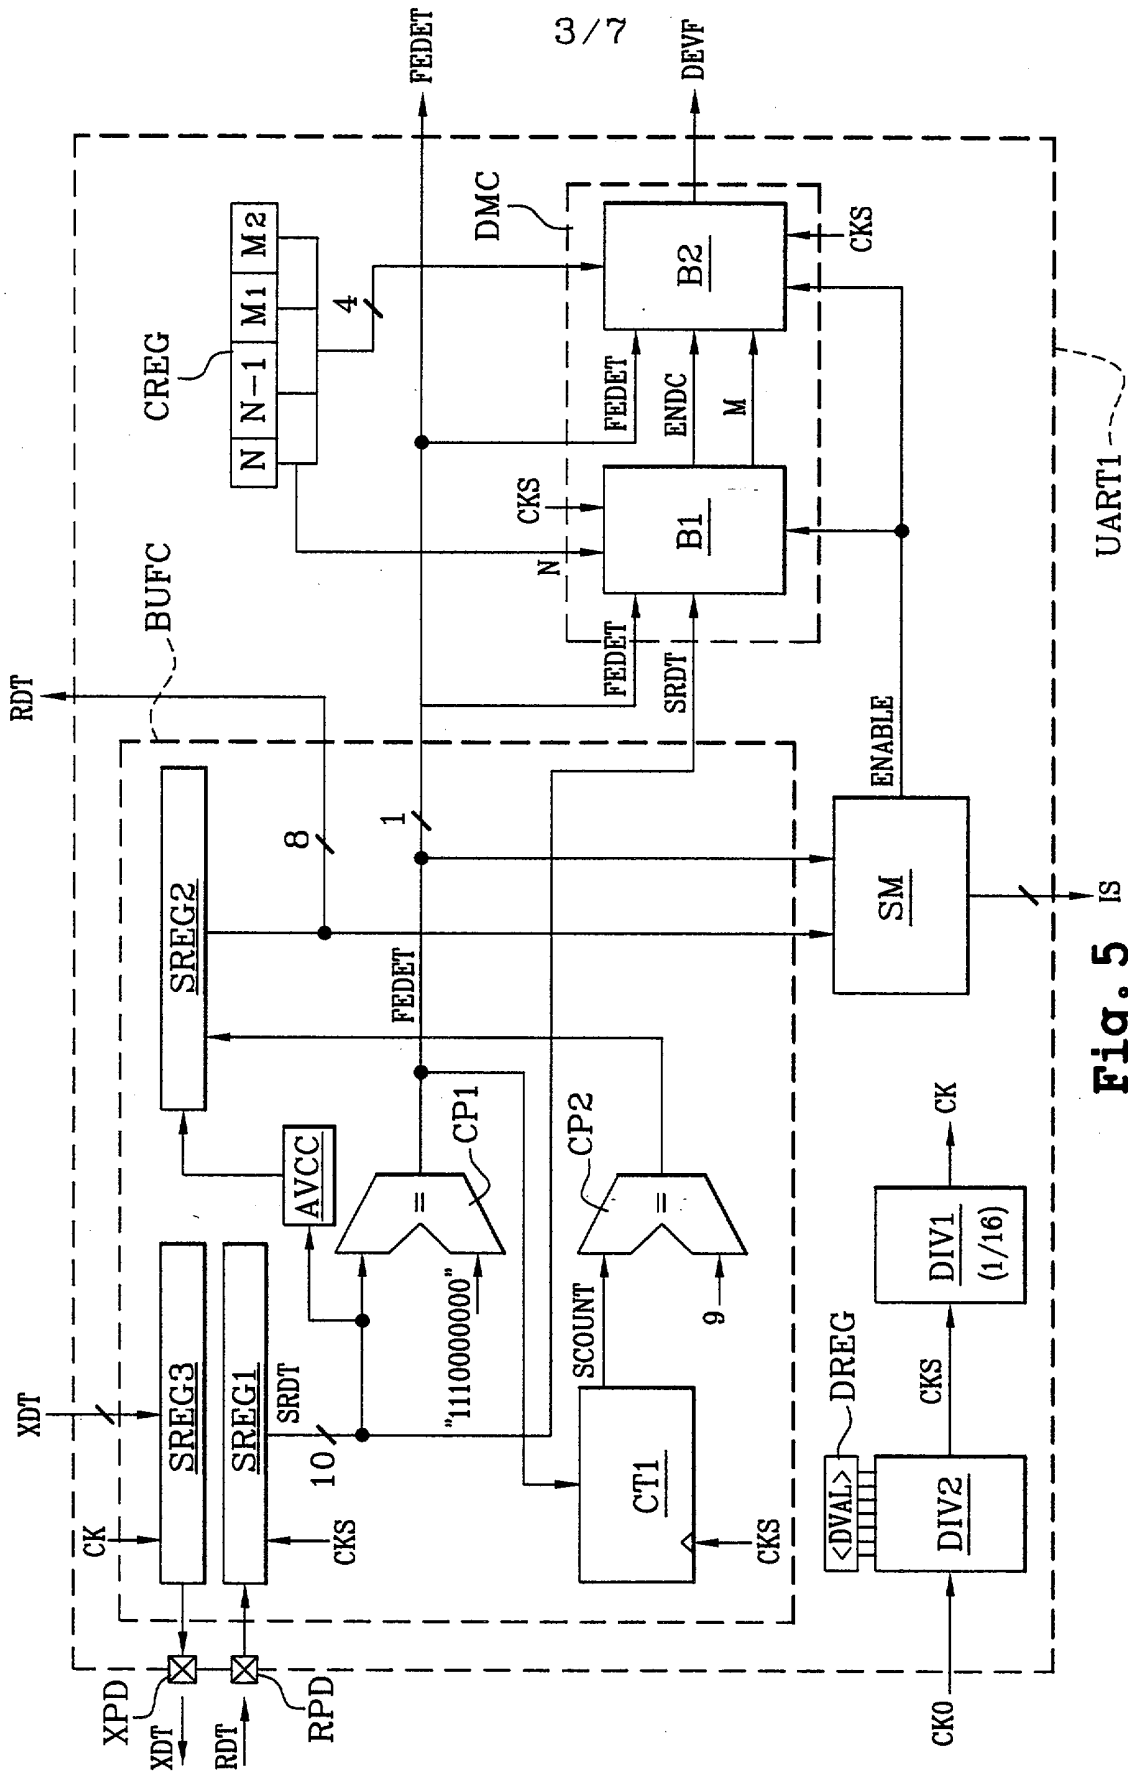 3/7
FEDET
DEVF
RDT
BUFC
CREG
N
N-1
M1
M2
4
DMC
XDT
CK
SREG3
SREG1
SREG2
AVCC
8
1
XPD
XDT
RPD
RDT
CKS
SRDT
10
"1110000000"
=
CP1
FEDET
N
CKS
FEDET
SRDT
B1
FEDET
ENDC
M
B2
CKS
CT1
CKS
SCOUNT
9
=
CP2
SM
ENABLE
IS
UART1
CK0
DIV2
<DVAL>
DREG
CKS
DIV1
(1/16)
CK
Fig. 5